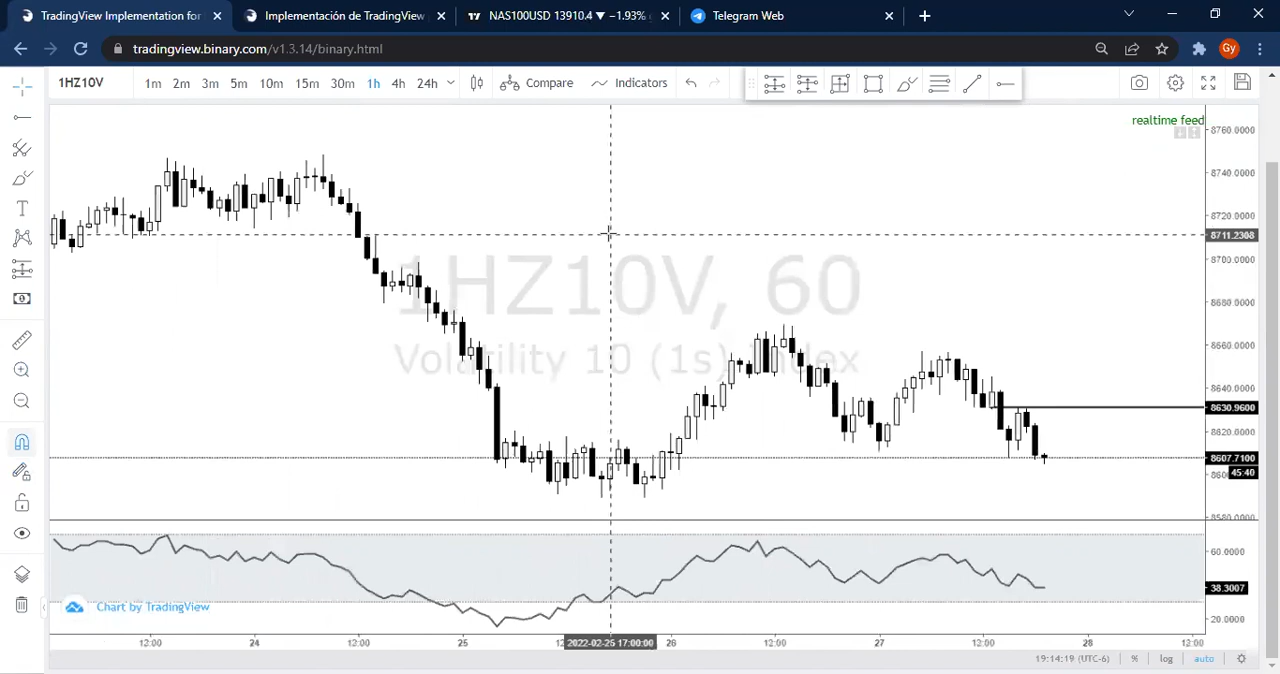 TradingView Implementation for
Implementación de TradingView
NAS100USD 13910.4 ▼ −1.93%
Telegram Web
tradingview.binary.com/v1.3.14/binary.html
Gy
1HZ10V 1m 2m 3m 5m 10m 15m 30m 1h 4h 24h Compare Indicators
realtime feed
8760.0000
8740.0000
8720.0000
8711.2308
8700.0000
8680.0000
8660.0000
8640.0000
8630.9600
8620.0000
8607.7100
45:40
8580.0000
1HZ10V, 60
Volatility 10 (1s) Index
60.0000
38.3007
20.0000
Chart by TradingView
12:00 24 12:00 25 2022-02-25 17:00:00 26 12:00 27 12:00 28 12:00
19:14:19 (UTC-6) % log auto